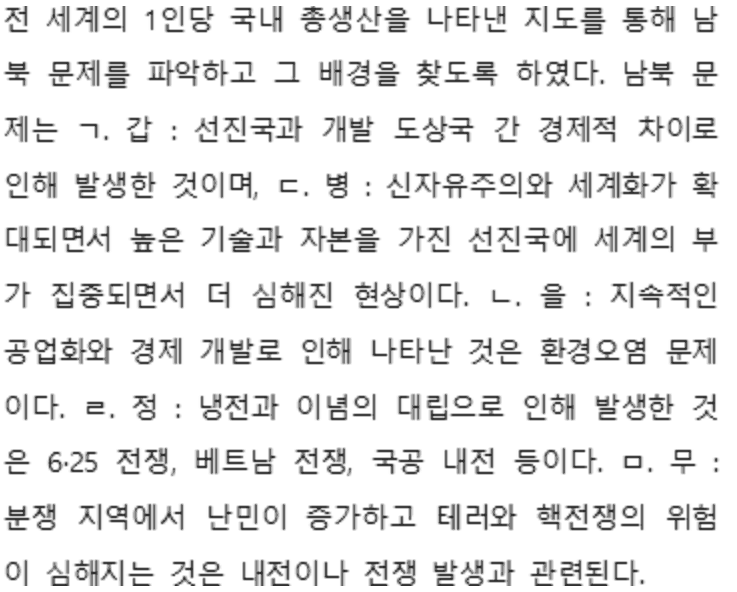 전 세계의 1인당 국내 총생산을 나타낸 지도를 통해 남
북 문제를 파악하고 그 배경을 찾도록 하였다. 남북 문
제는 ㄱ. 갑 : 선진국과 개발 도상국 간 경제적 차이로
인해 발생한 것이며, ㄷ. 병 : 신자유주의와 세계화가 확
대되면서 높은 기술과 자본을 가진 선진국에 세계의 부
가 집중되면서 더 심해진 현상이다. ㄴ. 을 : 지속적인
공업화와 경제 개발로 인해 나타난 것은 환경오염 문제
이다. ㄹ. 정 : 냉전과 이념의 대립으로 인해 발생한 것
은 6·25 전쟁, 베트남 전쟁, 국공 내전 등이다. ㅁ. 무 :
분쟁 지역에서 난민이 증가하고 테러와 핵전쟁의 위험
이 심해지는 것은 내전이나 전쟁 발생과 관련된다.